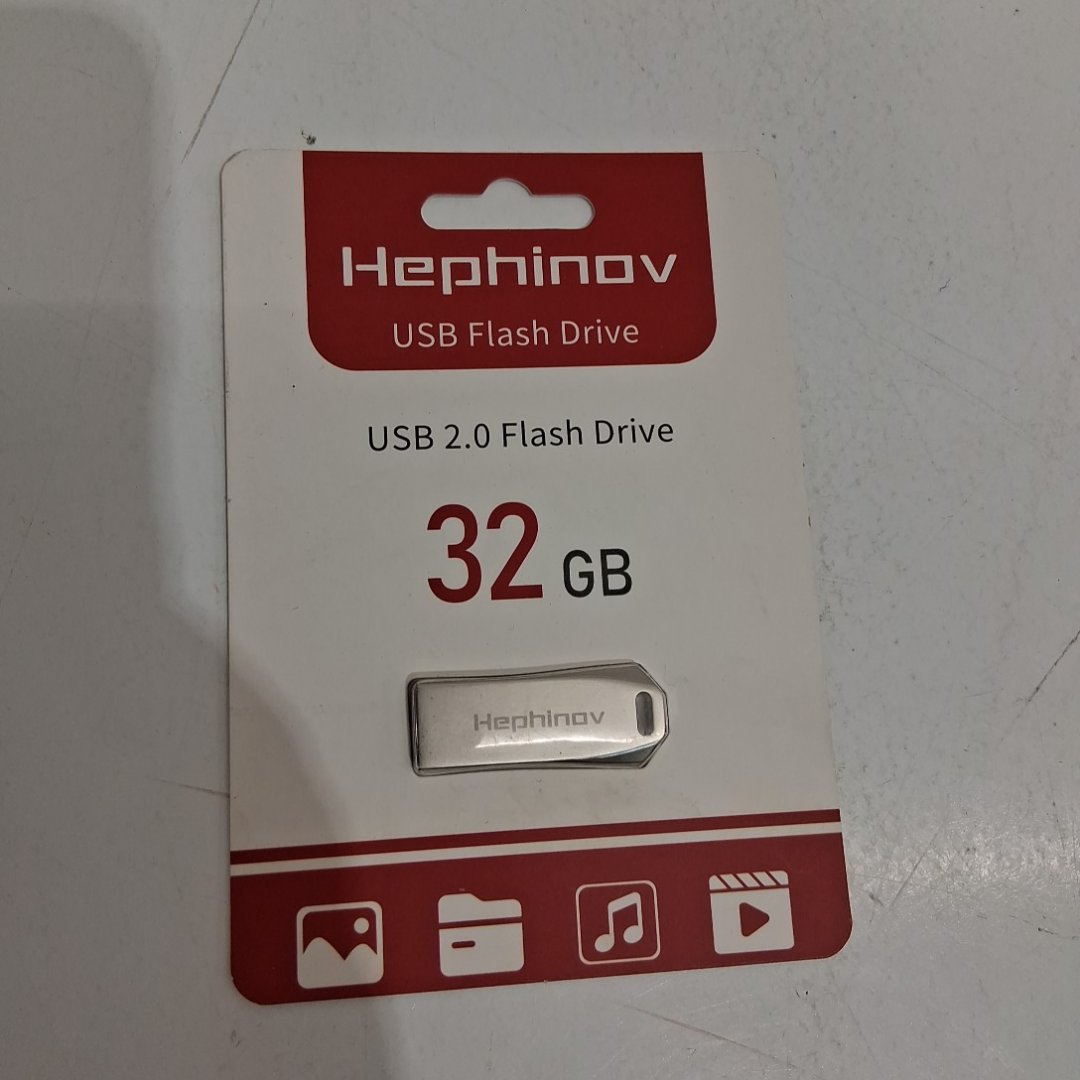 Hephinov
USB Flash Drive
USB 2.0 Flash Drive
32 GB
Hephinov